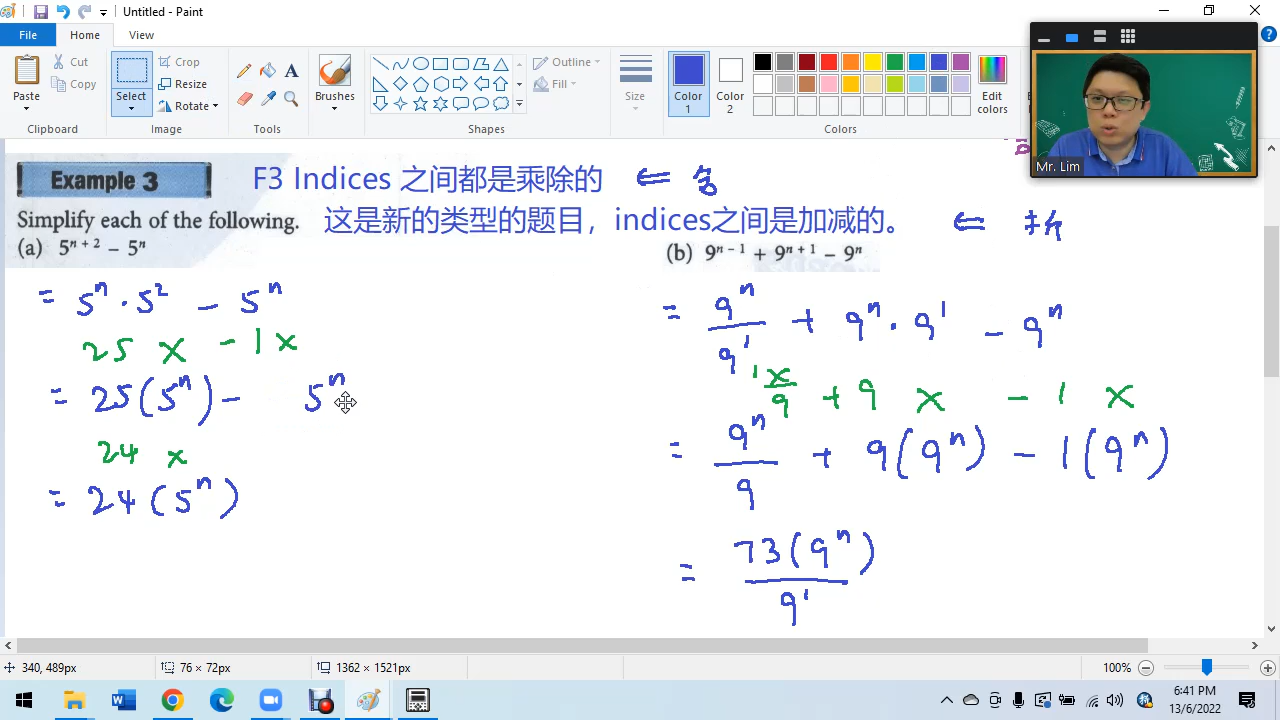 Untitled - Paint
File Home View
Paste Cut Copy
Clipboard
Select Crop Resize Rotate
Image
Tools
Brushes
Outline Fill
Shapes
Size
Color 1 Color 2 Edit colors
Colors
Mr. Lim
Example 3 F3 Indices 之间都是乘除的 ⇐
Simplify each of the following. 这是新的类型的题目，indices之间是加减的。 ⇐ 拆
(a) 5ⁿ⁺² – 5ⁿ
= 5ⁿ · 5² – 5ⁿ
25 x – 1 x
= 25(5ⁿ) – 5ⁿ
24 x
= 24(5ⁿ)
(b) 9ⁿ⁻¹ + 9ⁿ⁺¹ – 9ⁿ
= 9ⁿ/9¹ + 9ⁿ · 9¹ – 9ⁿ
1 x/9 + 9 x – 1 x
= 9ⁿ/9 + 9(9ⁿ) – 1(9ⁿ)
= 73(9ⁿ)/9¹
340, 489px 76 × 72px 1362 × 1521px 100%
6:41 PM
13/6/2022